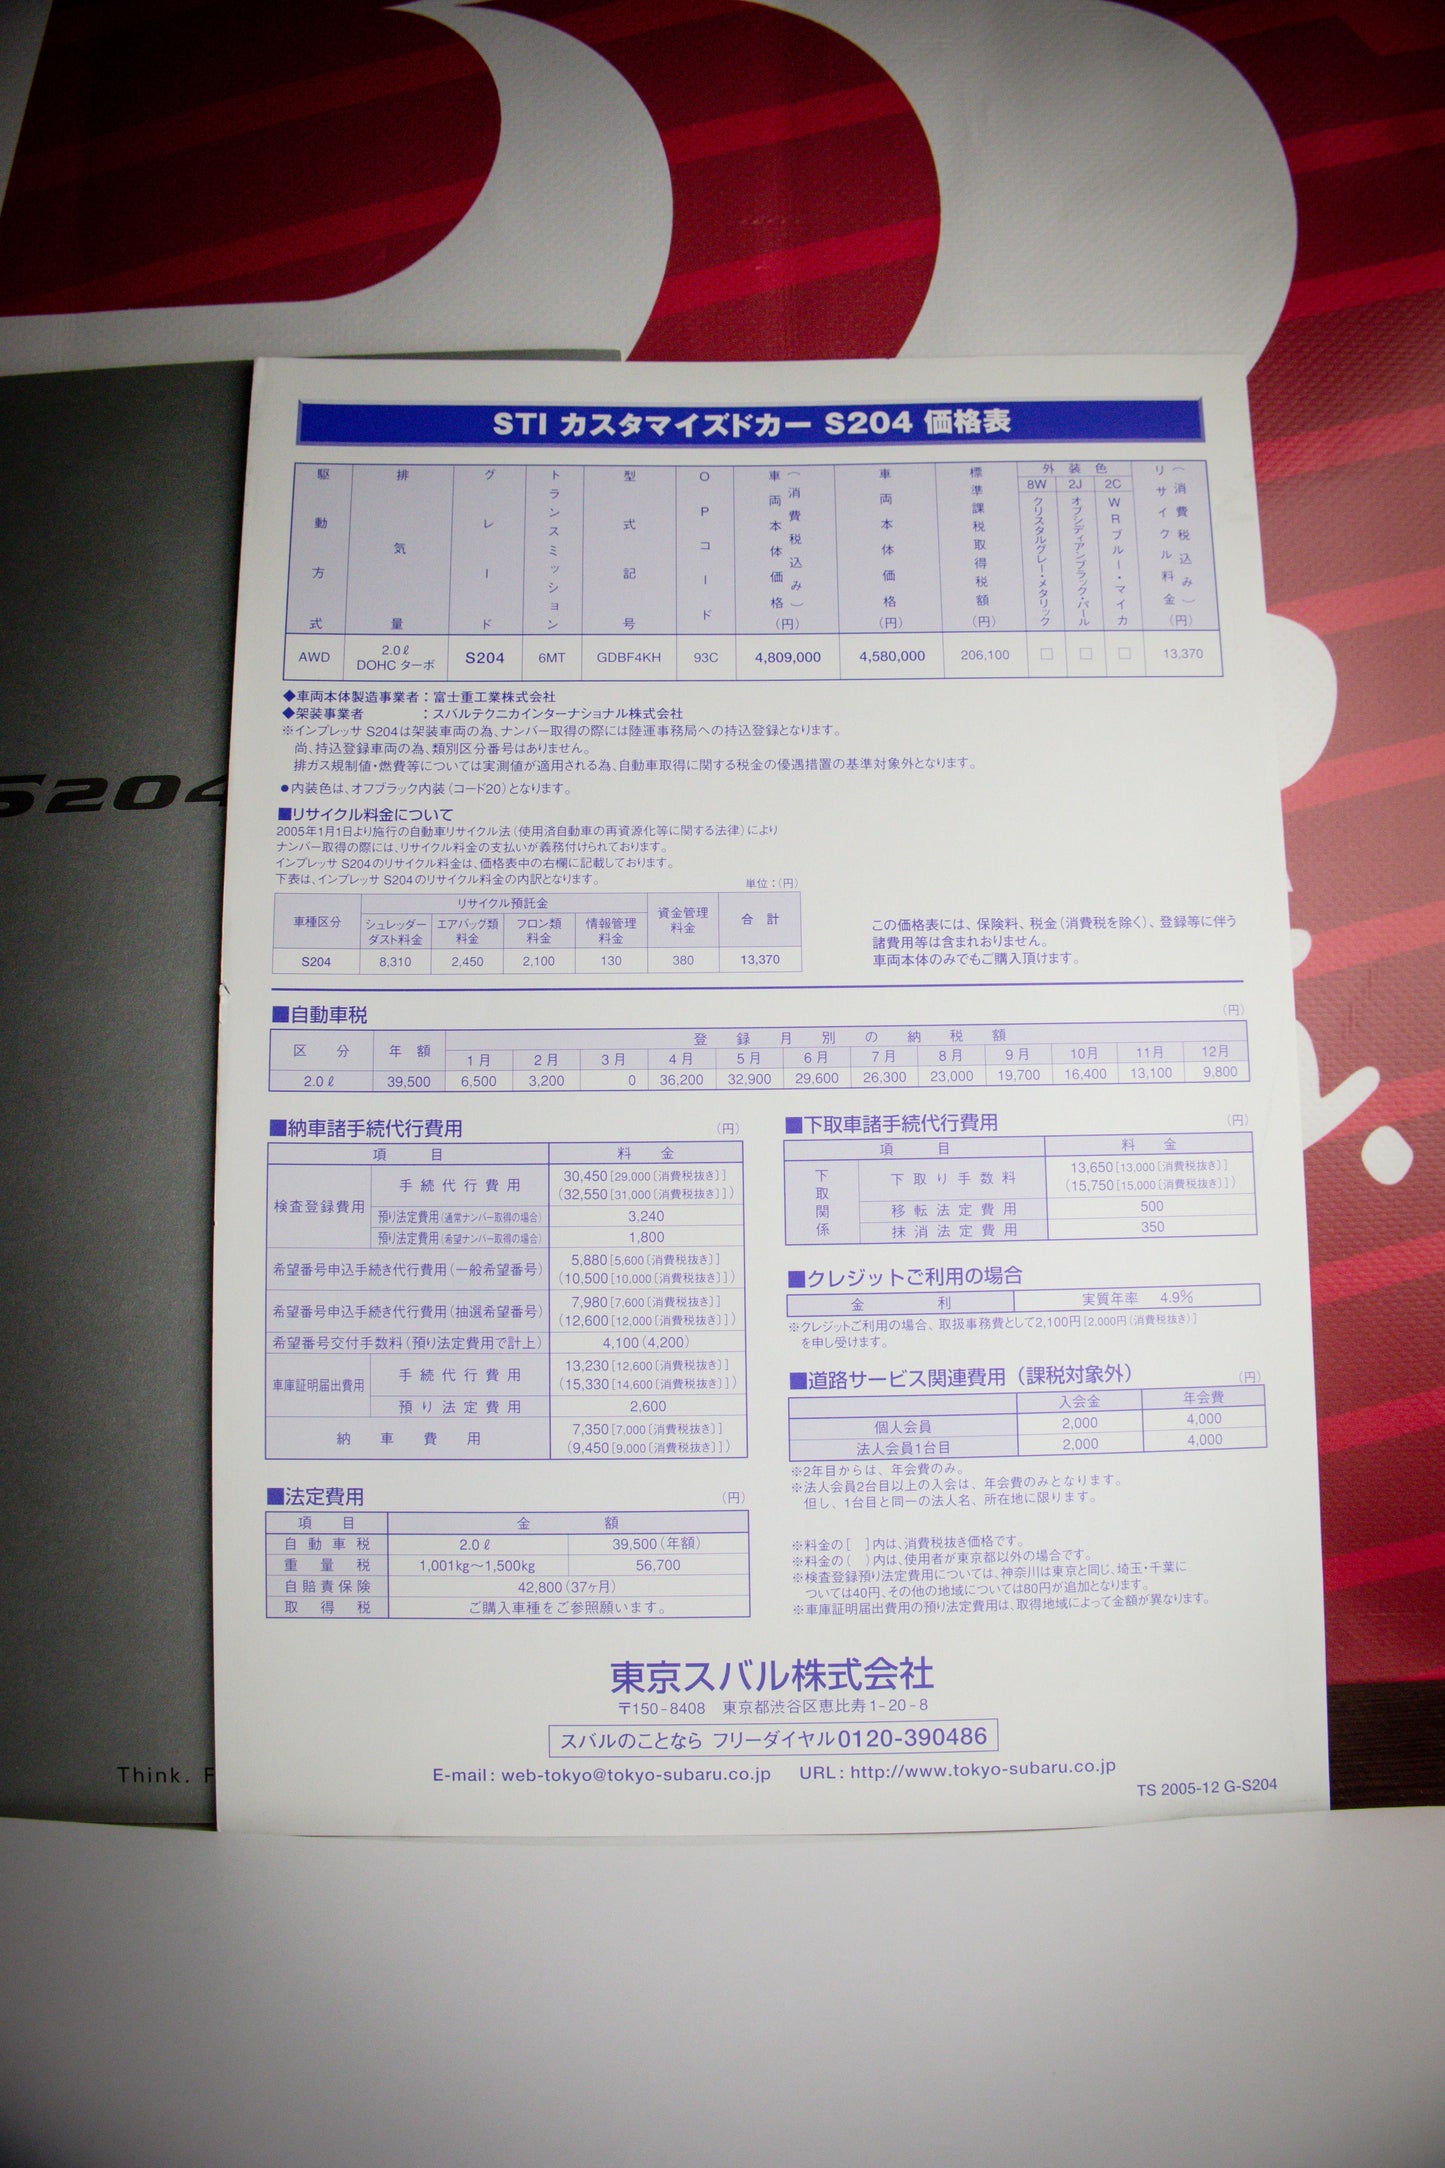 STI カスタマイズドカー S204 価格表
駆動方式 排気量 グレード トランスミッション 型式記号 OPコード 車両本体価格(消費税込み)(円) 車両本体価格(円) 標準課税取得税額(円) 外装色 リサイクル料金(消費税込み)(円)
8W 2J 2C
クリスタルグレー・メタリック オブシディアンブラック・パール WRブルー・マイカ
AWD 2.0ℓ DOHC ターボ S204 6MT GDBF4KH 93C 4,809,000 4,580,000 206,100 □ □ □ 13,370
◆車両本体製造事業者：富士重工業株式会社
◆架装事業者　　　　：スバルテクニカインターナショナル株式会社
※インプレッサ S204は架装車両の為、ナンバー取得の際には陸運事務局への持込登録となります。
尚、持込登録車両の為、類別区分番号はありません。
排ガス規制値・燃費等については実測値が適用される為、自動車取得に関する税金の優遇措置の基準対象外となります。
●内装色は、オフブラック内装（コード20）となります。
■リサイクル料金について
2005年1月1日より施行の自動車リサイクル法（使用済自動車の再資源化等に関する法律）により
ナンバー取得の際には、リサイクル料金の支払いが義務付けられております。
インプレッサ S204のリサイクル料金は、価格表中の右欄に記載しております。
下表は、インプレッサ S204のリサイクル料金の内訳となります。
単位：（円）
車種区分 リサイクル預託金 資金管理料金 合計
シュレッダーダスト料金 エアバッグ類料金 フロン類料金 情報管理料金
S204 8,310 2,450 2,100 130 380 13,370
この価格表には、保険料、税金（消費税を除く）、登録等に伴う
諸費用等は含まれおりません。
車両本体のみでもご購入頂けます。
■自動車税 （円）
区分 年額 登録月別の納税額
1月 2月 3月 4月 5月 6月 7月 8月 9月 10月 11月 12月
2.0ℓ 39,500 6,500 3,200 0 36,200 32,900 29,600 26,300 23,000 19,700 16,400 13,100 9,800
■納車諸手続代行費用 （円）
項目 料金
検査登録費用 手続代行費用 30,450[29,000〔消費税抜き〕]
(32,550[31,000〔消費税抜き〕])
預り法定費用（通常ナンバー取得の場合） 3,240
預り法定費用（希望ナンバー取得の場合） 1,800
希望番号申込手続き代行費用（一般希望番号） 5,880[5,600〔消費税抜き〕]
(10,500[10,000〔消費税抜き〕])
希望番号申込手続き代行費用（抽選希望番号） 7,980[7,600〔消費税抜き〕]
(12,600[12,000〔消費税抜き〕])
希望番号交付手数料（預り法定費用で計上） 4,100(4,200)
車庫証明届出費用 手続代行費用 13,230[12,600〔消費税抜き〕]
(15,330[14,600〔消費税抜き〕])
預り法定費用 2,600
納車費用 7,350[7,000〔消費税抜き〕]
(9,450[9,000〔消費税抜き〕])
■法定費用 （円）
項目 金額
自動車税 2.0ℓ 39,500（年額）
重量税 1,001kg〜1,500kg 56,700
自賠責保険 42,800（37ヶ月）
取得税 ご購入車種をご参照願います。
■下取車諸手続代行費用 （円）
項目 料金
下取関係 下取り手数料 13,650[13,000〔消費税抜き〕]
(15,750[15,000〔消費税抜き〕])
移転法定費用 500
抹消法定費用 350
■クレジットご利用の場合
金利 実質年率 4.9%
※クレジットご利用の場合、取扱事務費として2,100円[2,000円（消費税抜き）]
を申し受けます。
■道路サービス関連費用（課税対象外） （円）
入会金 年会費
個人会員 2,000 4,000
法人会員1台目 2,000 4,000
※2年目からは、年会費のみ。
※法人会員2台目以上の入会は、年会費のみとなります。
但し、1台目と同一の法人名、所在地に限ります。
※料金の[　]内は、消費税抜き価格です。
※料金の(　)内は、使用者が東京都以外の場合です。
※検査登録預り法定費用については、神奈川は東京と同じ、埼玉・千葉に
ついては40円、その他の地域については80円が追加となります。
※車庫証明届出費用の預り法定費用は、取得地域によって金額が異なります。
東京スバル株式会社
〒150-8408　東京都渋谷区恵比寿1-20-8
スバルのことなら フリーダイヤル0120-390486
E-mail：web-tokyo@tokyo-subaru.co.jp　URL：http://www.tokyo-subaru.co.jp
TS 2005-12 G-S204
S204
Think.